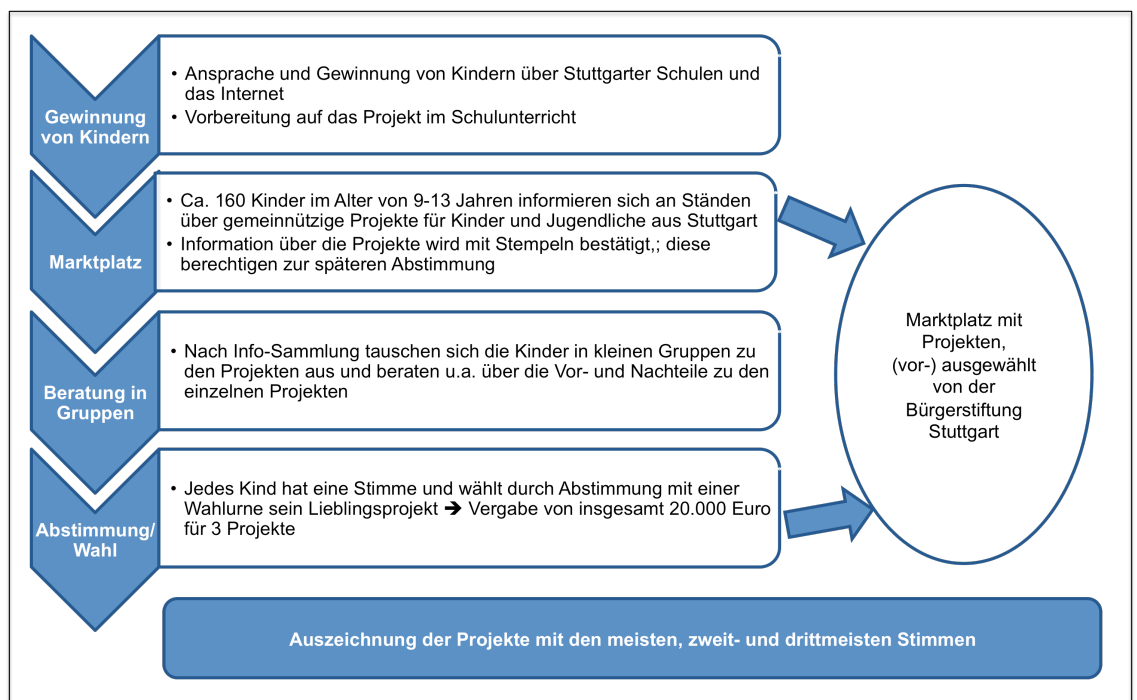 Gewinnung
von Kindern
• Ansprache und Gewinnung von Kindern über Stuttgarter Schulen und
das Internet
• Vorbereitung auf das Projekt im Schulunterricht
Marktplatz
• Ca. 160 Kinder im Alter von 9-13 Jahren informieren sich an Ständen
über gemeinnützige Projekte für Kinder und Jugendliche aus Stuttgart
• Information über die Projekte wird mit Stempeln bestätigt,; diese
berechtigen zur späteren Abstimmung
Beratung in
Gruppen
• Nach Info-Sammlung tauschen sich die Kinder in kleinen Gruppen zu
den Projekten aus und beraten u.a. über die Vor- und Nachteile zu den
einzelnen Projekten
Abstimmung/
Wahl
• Jedes Kind hat eine Stimme und wählt durch Abstimmung mit einer
Wahlurne sein Lieblingsprojekt ➔ Vergabe von insgesamt 20.000 Euro
für 3 Projekte
Marktplatz mit
Projekten,
(vor-) ausgewählt
von der
Bürgerstiftung
Stuttgart
Auszeichnung der Projekte mit den meisten, zweit- und drittmeisten Stimmen